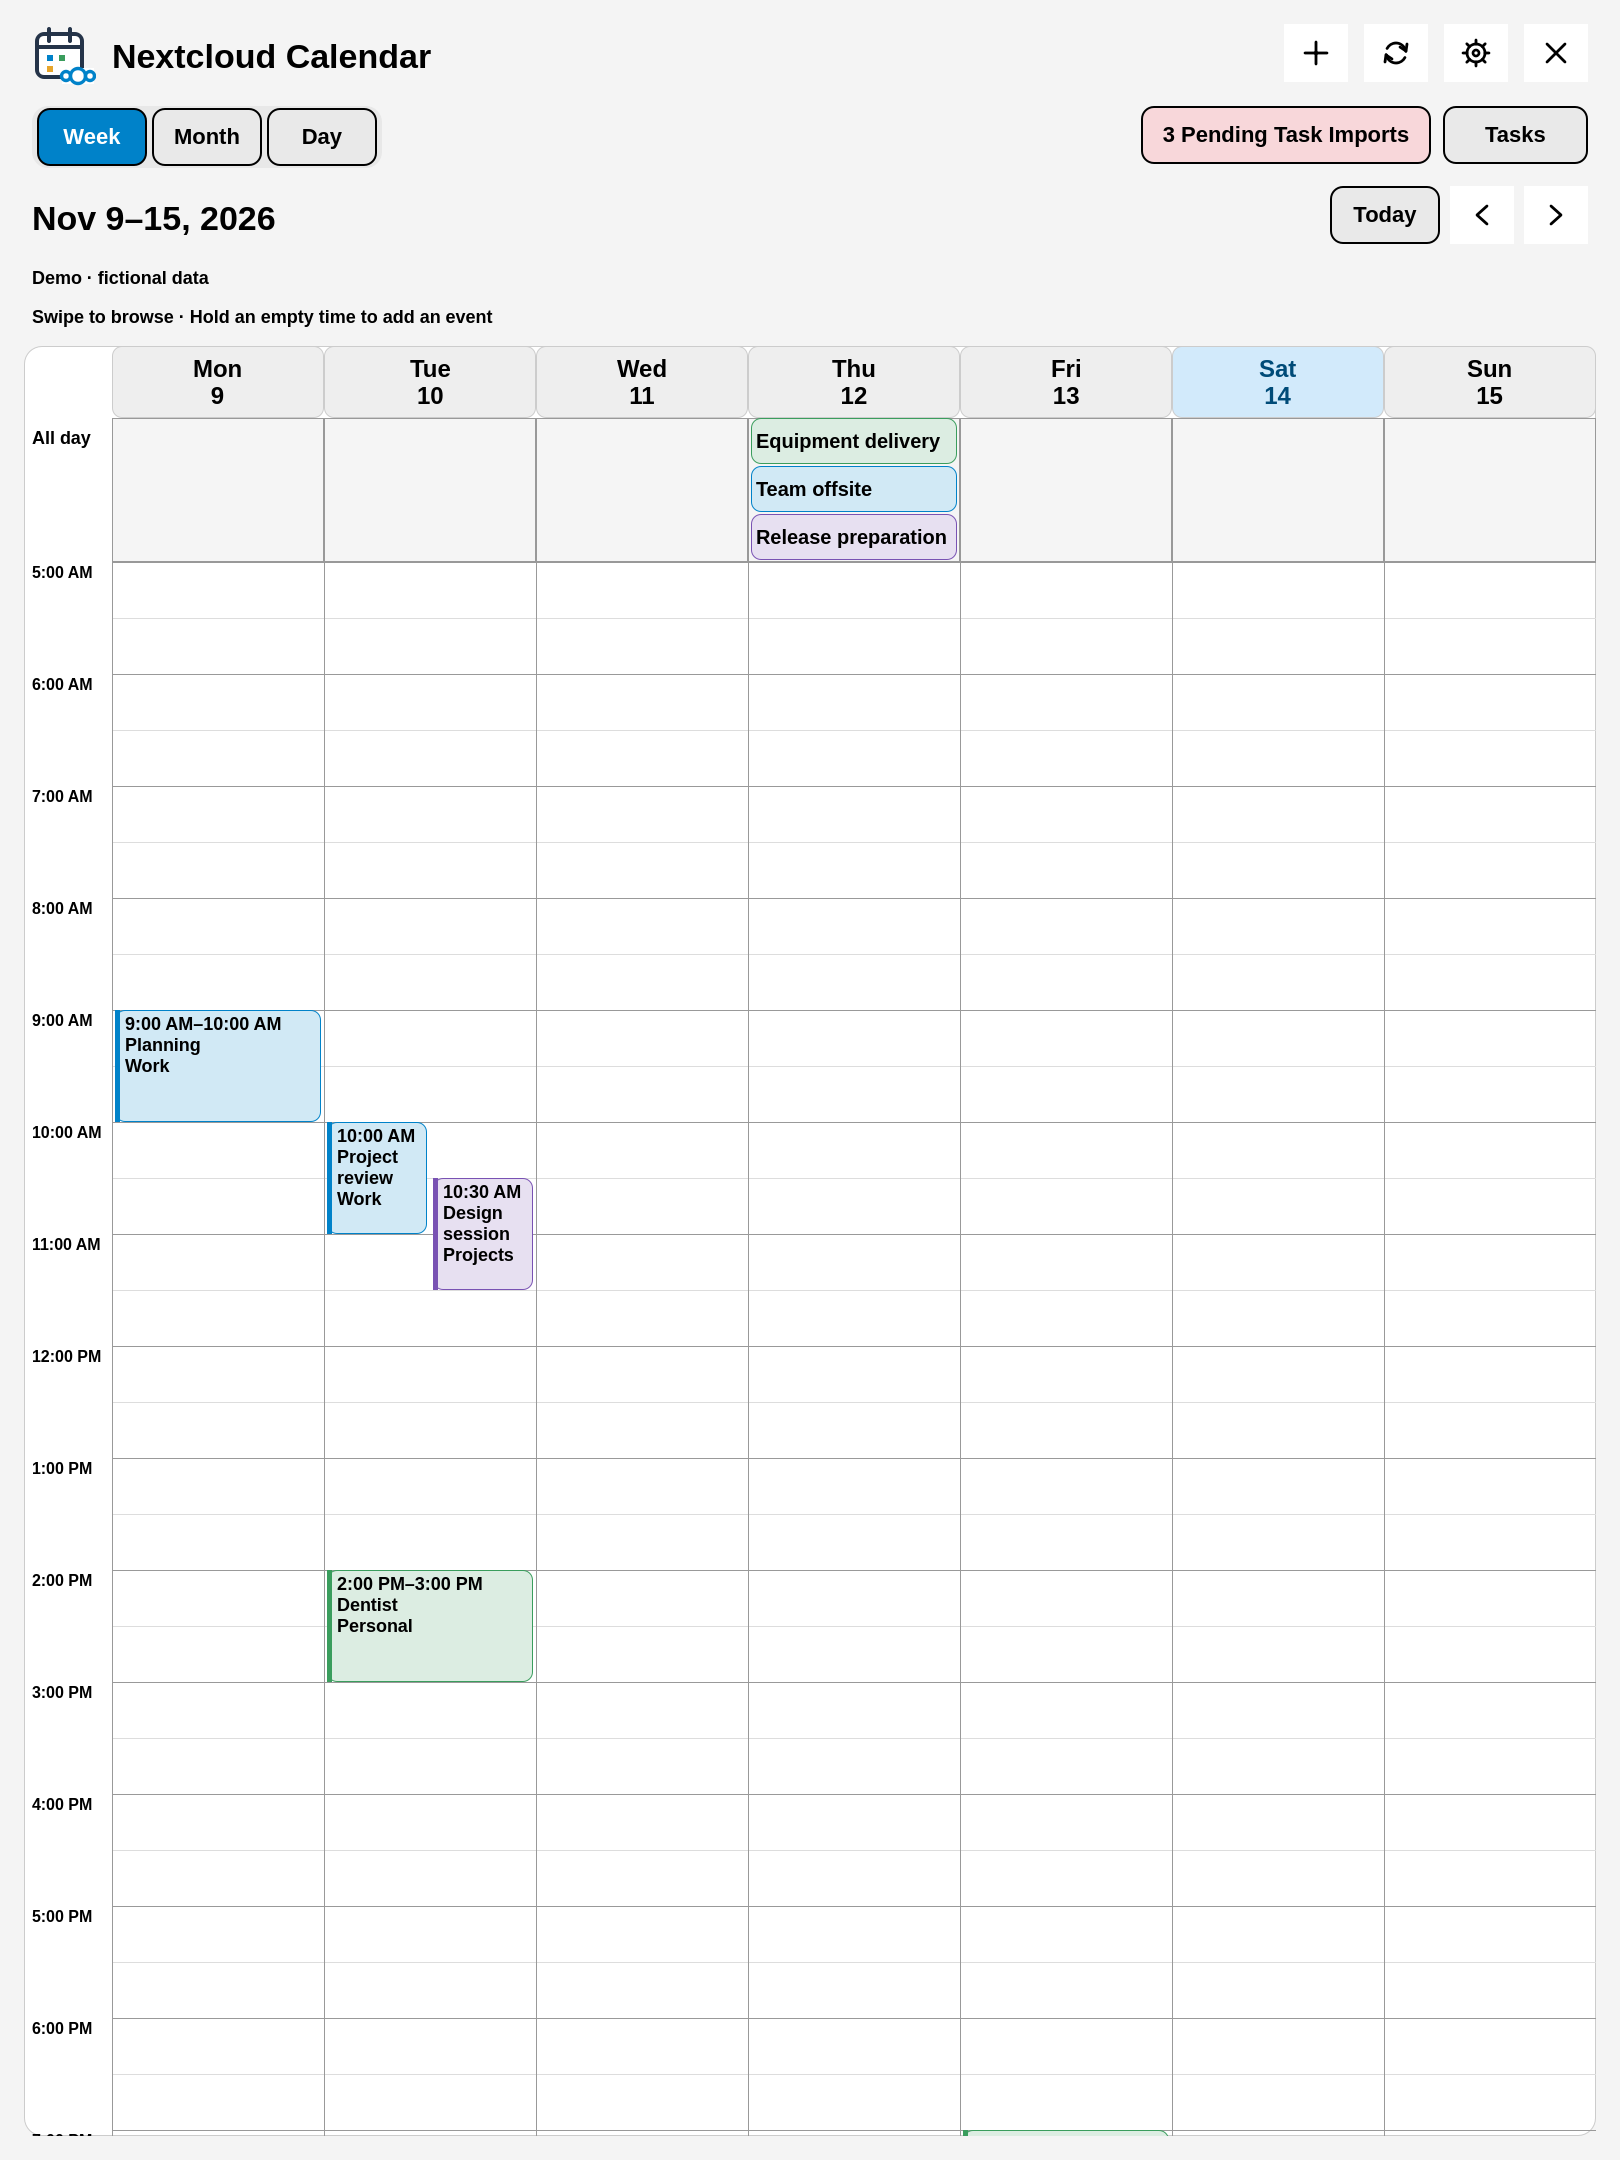 Nextcloud Calendar
Week Month Day
3 Pending Task Imports Tasks
Nov 9–15, 2026
Today
Demo · fictional data
Swipe to browse · Hold an empty time to add an event
Mon 9
Tue 10
Wed 11
Thu 12
Fri 13
Sat 14
Sun 15
All day
Equipment delivery
Team offsite
Release preparation
5:00 AM
6:00 AM
7:00 AM
8:00 AM
9:00 AM
9:00 AM–10:00 AM
Planning
Work
10:00 AM
10:00 AM
Project
review
Work
10:30 AM
Design
session
Projects
11:00 AM
12:00 PM
1:00 PM
2:00 PM
2:00 PM–3:00 PM
Dentist
Personal
3:00 PM
4:00 PM
5:00 PM
6:00 PM